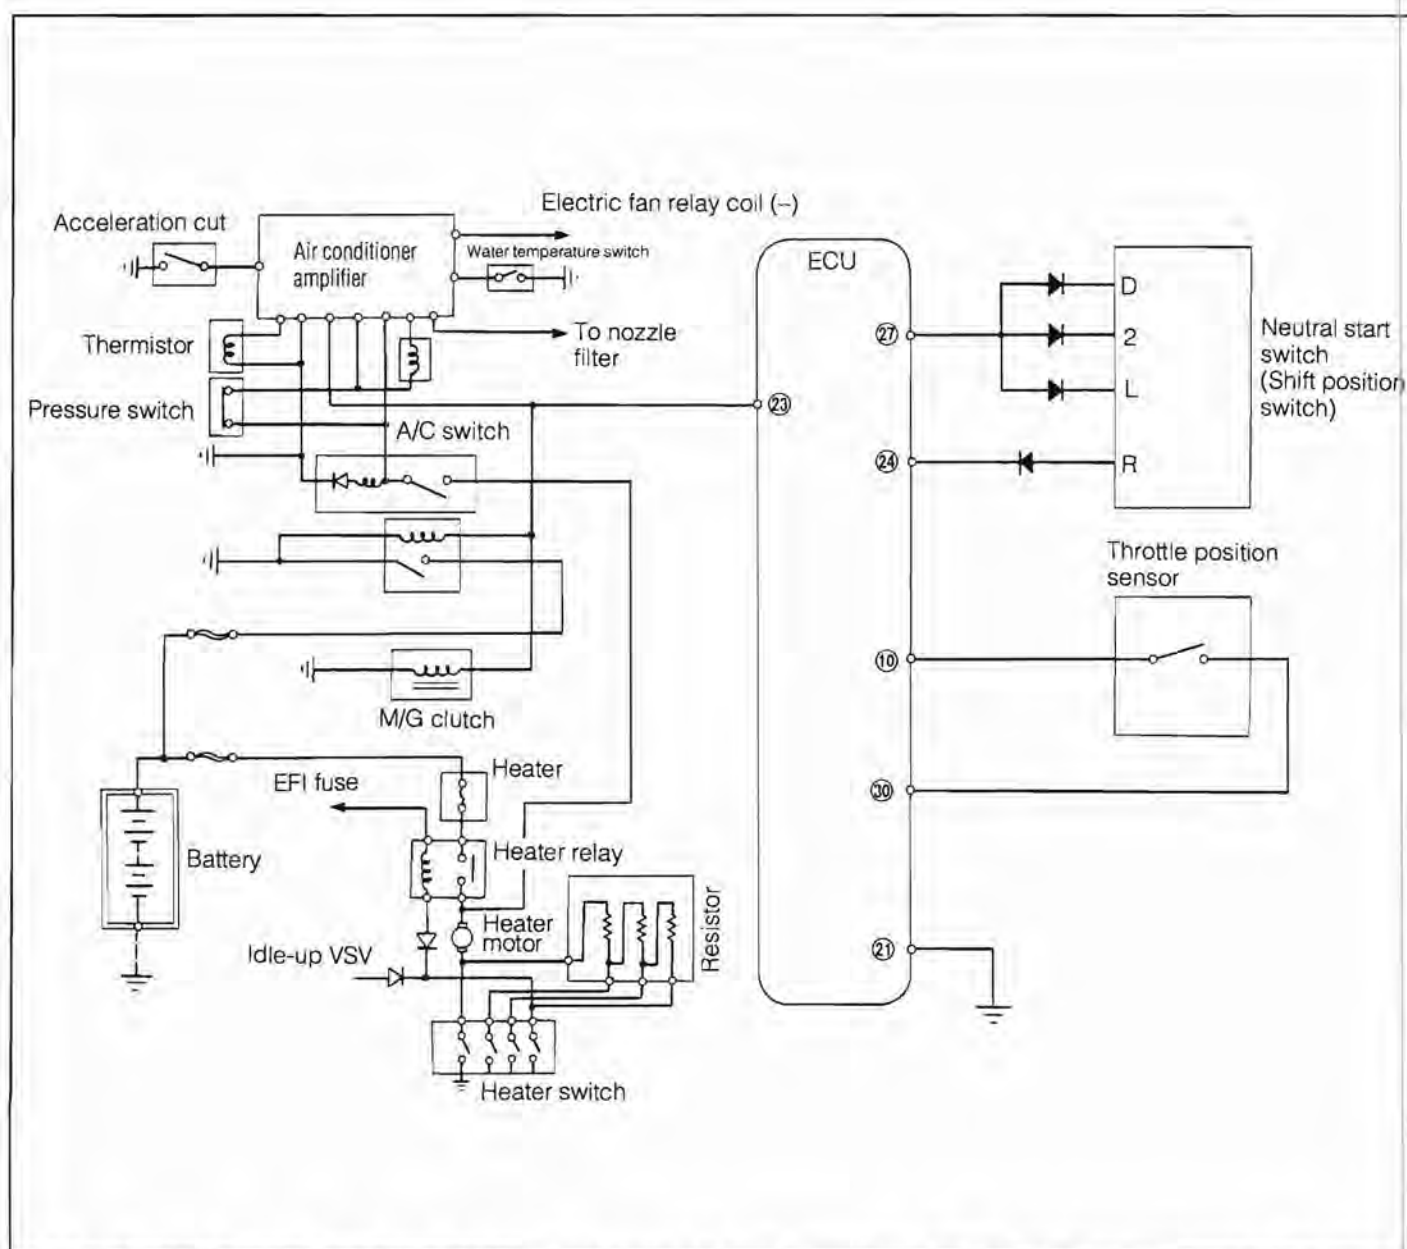 Electric fan relay coil (–)
Acceleration cut
Air conditioner
amplifier
Water temperature switch
ECU
D
Thermistor
To nozzle
filter
27
2
Neutral start
switch
(Shift position
switch)
L
Pressure switch
23
A/C switch
24
R
Throttle position
sensor
10
M/G clutch
EFI fuse
Heater
30
Battery
Heater relay
Heater
motor
Resistor
Idle-up VSV
21
Heater switch